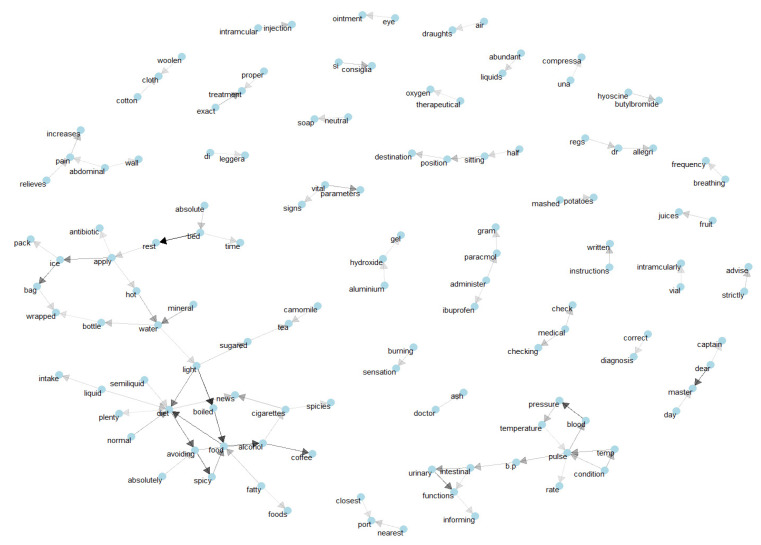 ointment
eye
air
draughts
intramcular
injection
woolen
cloth
cotton
proper
treatment
exact
si
consiglia
abundant
liquids
compressa
una
oxygen
therapeutical
hyoscine
butylbromide
soap
neutral
increases
pain
relieves
abdominal
wall
di
leggera
destination
position
sitting
half
regs
dr
allegri
frequency
breathing
vital
parameters
signs
mashed
potatoes
juices
fruit
absolute
bed
rest
time
antibiotic
pack
ice
apply
bag
hot
wrapped
bottle
water
mineral
gel
hydroxide
aluminium
gram
paracmol
administer
ibuprofen
written
instructions
intramcularly
vial
advise
strictly
camomile
tea
sugared
light
check
medical
checking
correct
diagnosis
captain
dear
master
day
burning
sensation
ash
doctor
intake
liquid
semiliquid
diet
plenty
normal
news
boiled
cigarettes
spicies
avoiding
food
alcohol
coffee
absolutely
spicy
fatty
foods
pressure
blood
temperature
pulse
temp
condition
rate
b.p
intestinal
urinary
functions
informing
closest
port
nearest